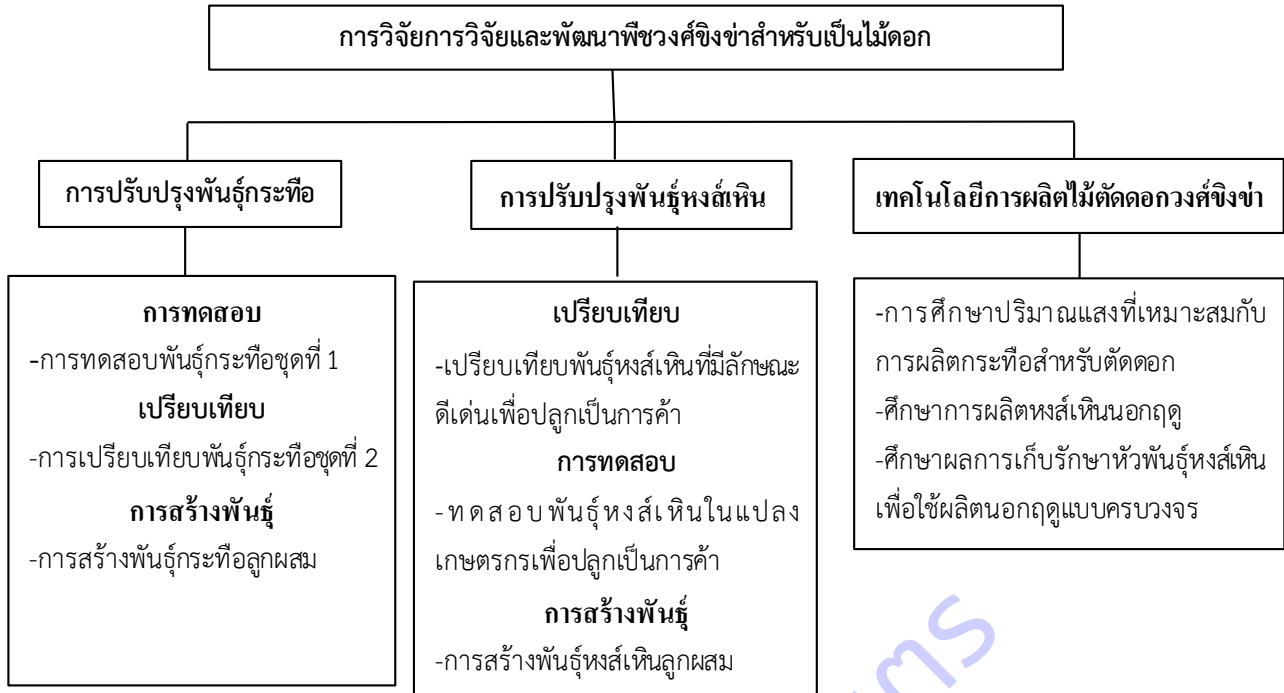 การวิจัยการวิจัยและพัฒนาพืชวงศ์ขิงข่าสำหรับเป็นไม้ดอก
การปรับปรุงพันธุ์กระทือ
การปรับปรุงพันธุ์หงส์เหิน
เทคโนโลยีการผลิตไม้ตัดดอกวงศ์ขิงข่า
การทดสอบ
-การทดสอบพันธุ์กระทือชุดที่ 1
เปรียบเทียบ
-การเปรียบเทียบพันธุ์กระทือชุดที่ 2
การสร้างพันธุ์
-การสร้างพันธุ์กระทือลูกผสม
เปรียบเทียบ
-เปรียบเทียบพันธุ์หงส์เหินที่มีลักษณะ
ดีเด่นเพื่อปลูกเป็นการค้า
การทดสอบ
-ทดสอบพันธุ์หงส์เหินในแปลง
เกษตรกรเพื่อปลูกเป็นการค้า
การสร้างพันธุ์
-การสร้างพันธุ์หงส์เหินลูกผสม
-การศึกษาปริมาณแสงที่เหมาะสมกับ
การผลิตกระทือสำหรับตัดดอก
-ศึกษาการผลิตหงส์เหินนอกฤดู
-ศึกษาผลการเก็บรักษาหัวพันธุ์หงส์เหิน
เพื่อใช้ผลิตนอกฤดูแบบครบวงจร